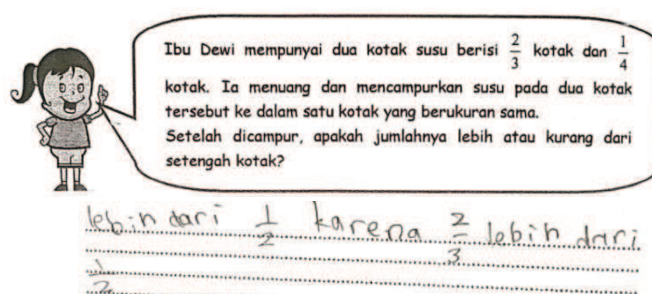 Ibu Dewi mempunyai dua kotak susu berisi 2/3 kotak dan 1/4
kotak. Ia menuang dan mencampurkan susu pada dua kotak
tersebut ke dalam satu kotak yang berukuran sama.
Setelah dicampur, apakah jumlahnya lebih atau kurang dari
setengah kotak?
lebih dari 1/2 karena 2/3 lebih dari
1/2